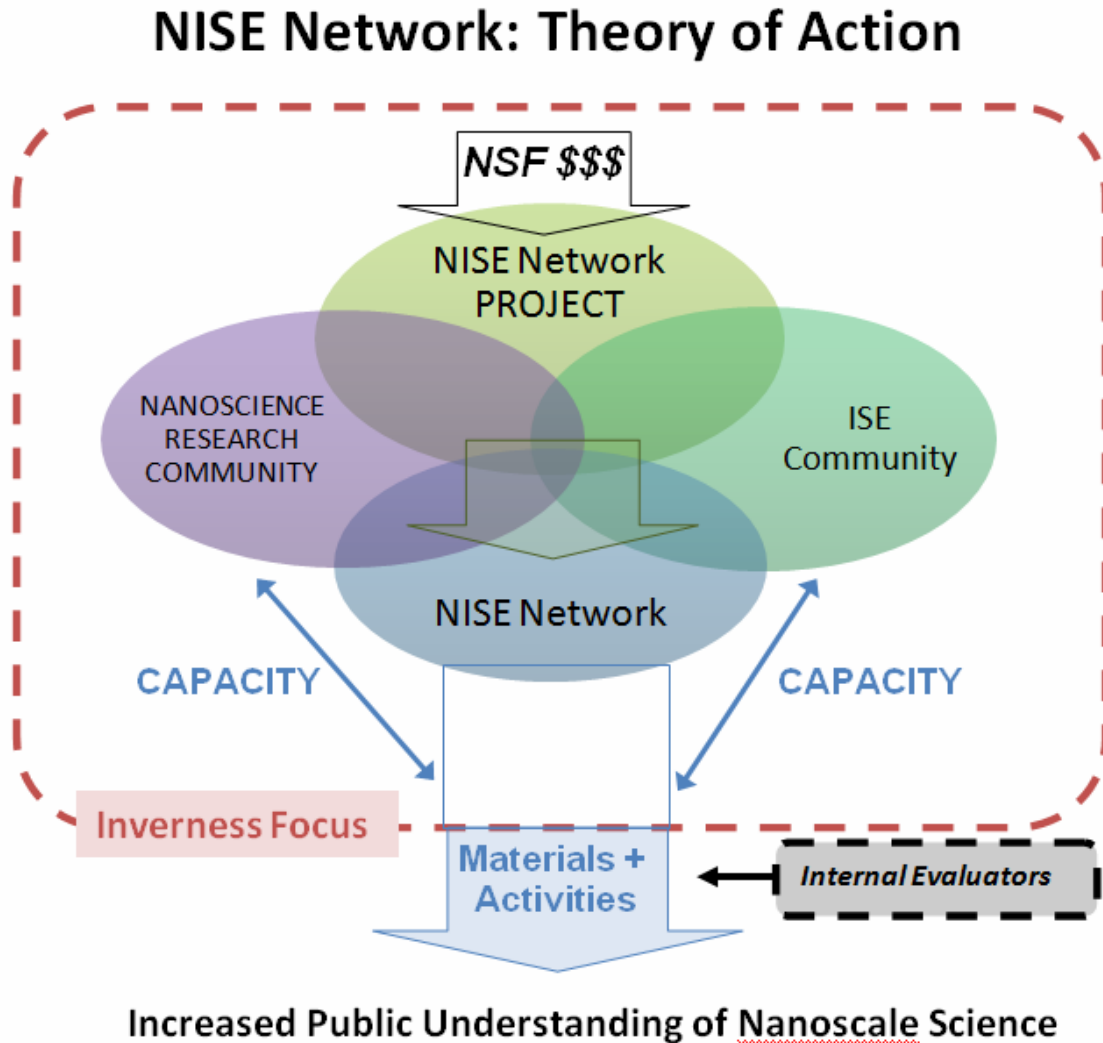 NISE Network: Theory of Action
NSF $$$
NISE Network
PROJECT
NANOSCIENCE
RESEARCH
COMMUNITY
ISE
Community
NISE Network
CAPACITY
CAPACITY
Inverness Focus
Materials +
Activities
Internal Evaluators
Increased Public Understanding of Nanoscale Science